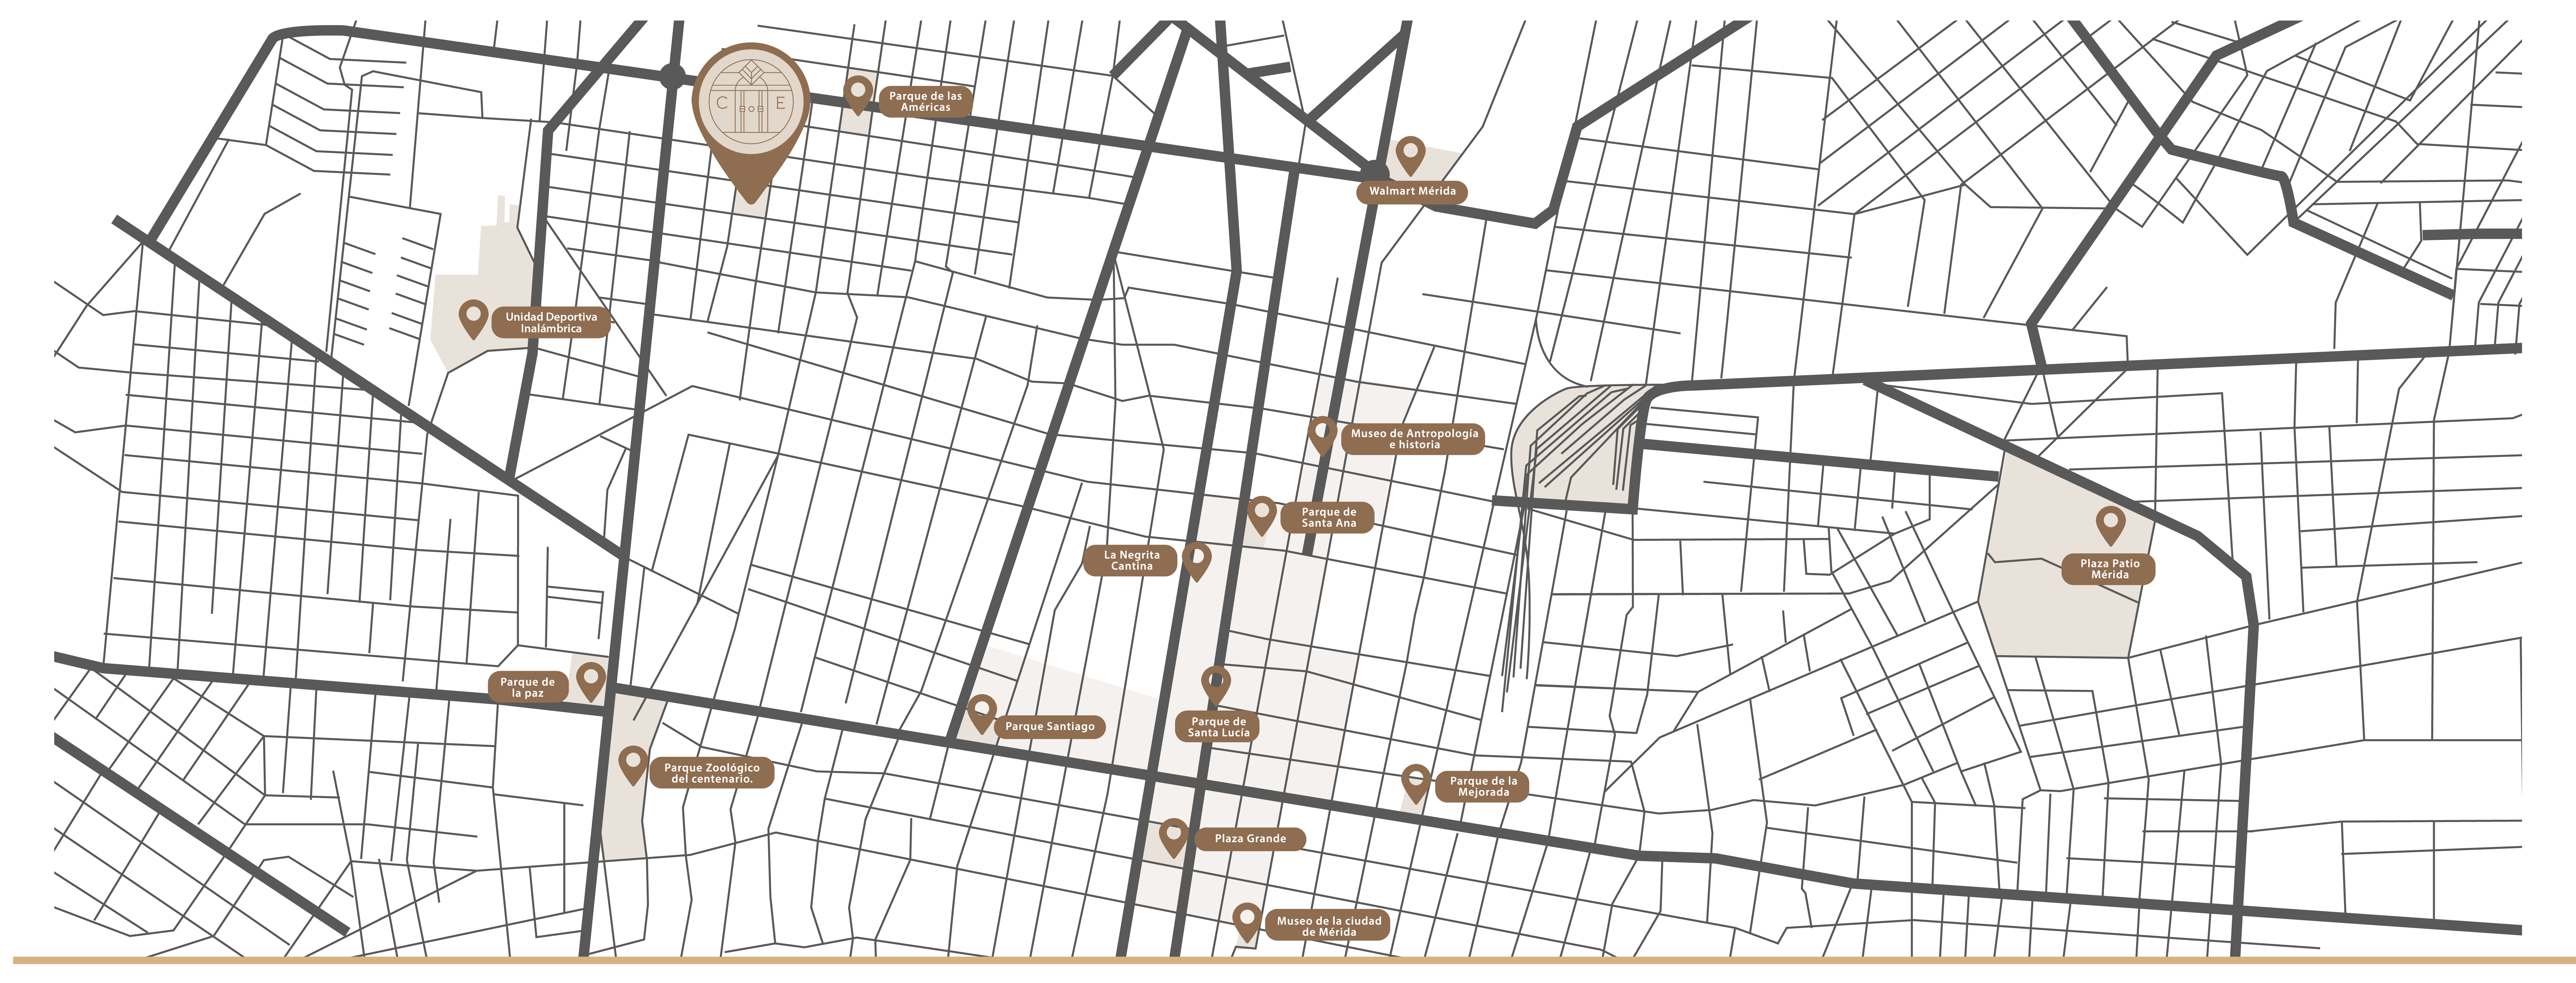 C E
Parque de las
Américas
Walmart Mérida
Unidad Deportiva
Inalámbrica
Museo de Antropología
e historia
Parque de
Santa Ana
La Negrita
Cantina
Plaza Patio
Mérida
Parque de
la paz
Parque Santiago
Parque de
Santa Lucía
Parque Zoológico
del centenario.
Parque de la
Mejorada
Plaza Grande
Museo de la ciudad
de Mérida